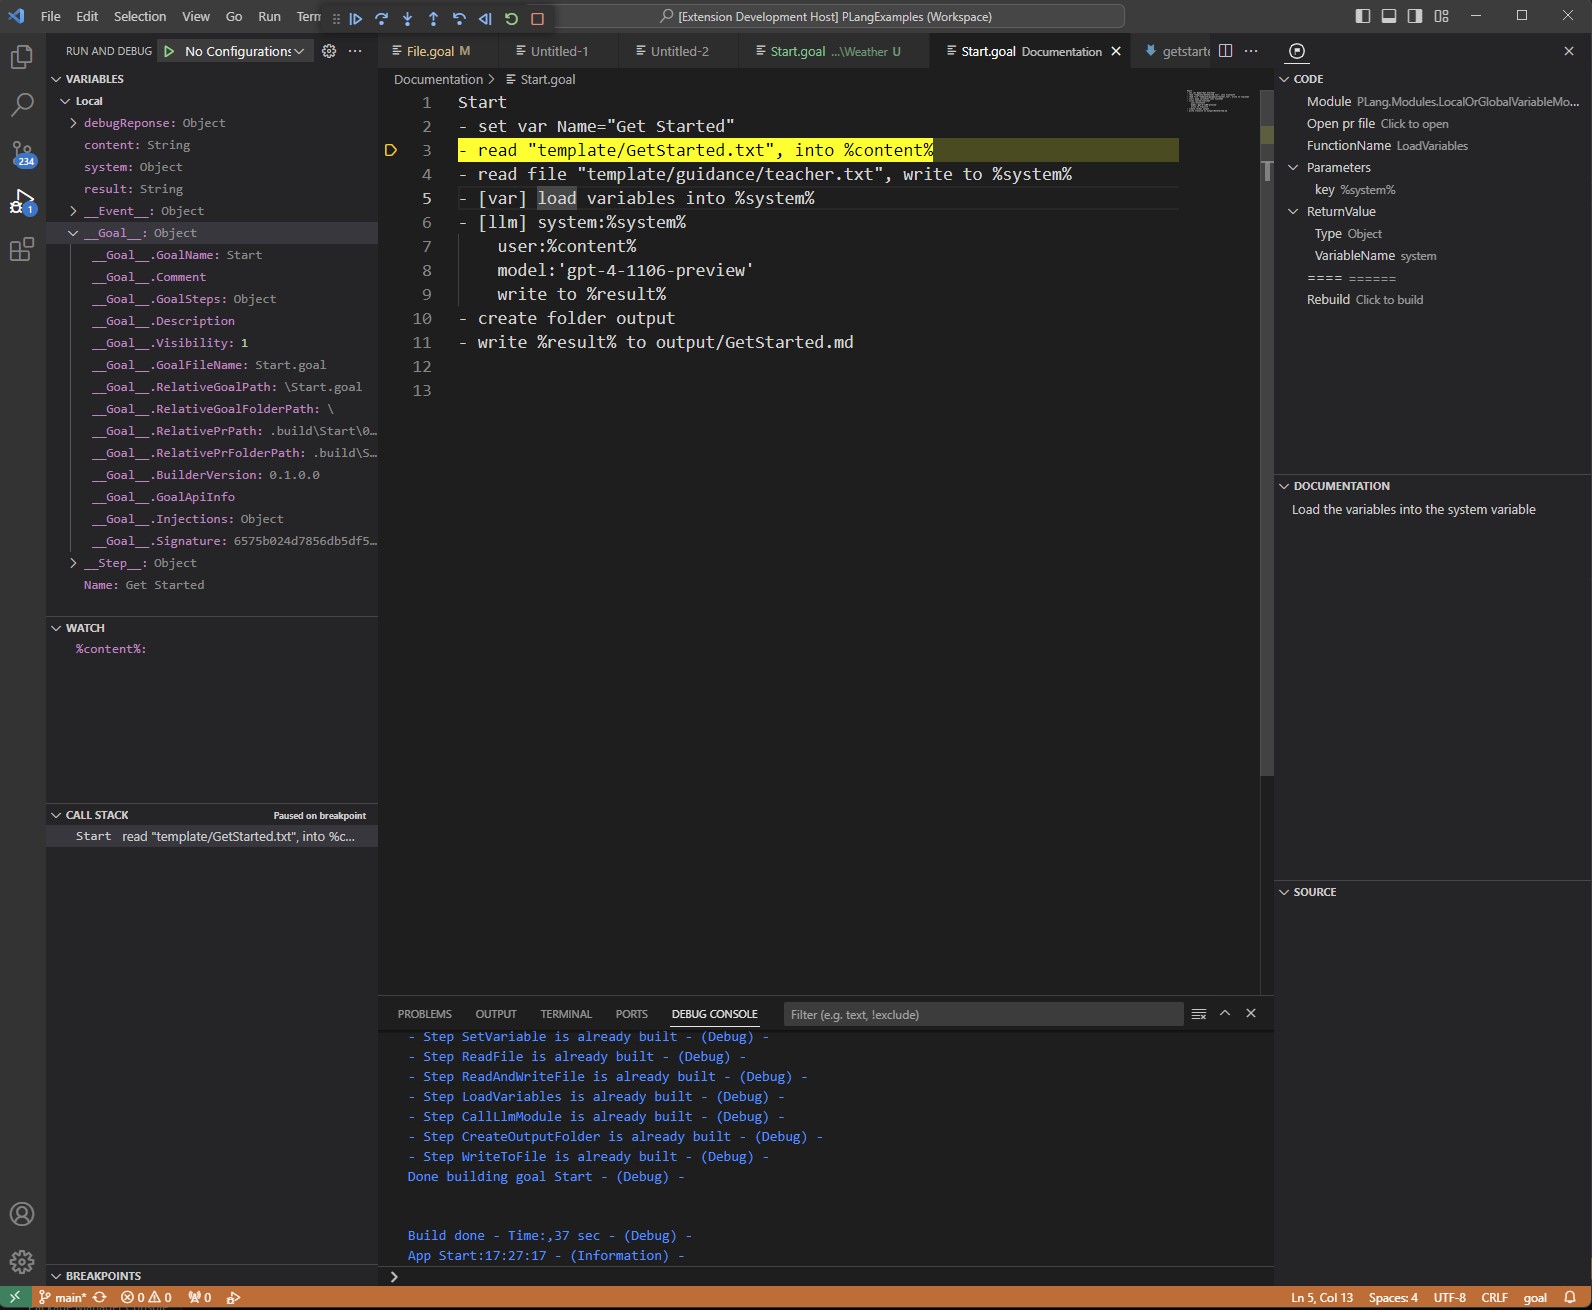 File Edit Selection View Go Run Term
[Extension Development Host] PLangExamples (Workspace)
RUN AND DEBUG No Configurations
VARIABLES
Local
debugReponse: Object
content: String
system: Object
result: String
__Event__: Object
__Goal__: Object
__Goal__.GoalName: Start
__Goal__.Comment
__Goal__.GoalSteps: Object
__Goal__.Description
__Goal__.Visibility: 1
__Goal__.GoalFileName: Start.goal
__Goal__.RelativeGoalPath: \Start.goal
__Goal__.RelativeGoalFolderPath: \
__Goal__.RelativePrPath: .build\Start\0...
__Goal__.RelativePrFolderPath: .build\S...
__Goal__.BuilderVersion: 0.1.0.0
__Goal__.GoalApiInfo
__Goal__.Injections: Object
__Goal__.Signature: 6575b024d7856db5df5...
__Step__: Object
Name: Get Started
WATCH
%content%:
CALL STACK Paused on breakpoint
Start read "template/GetStarted.txt", into %c...
BREAKPOINTS
234
1
File.goal M
Untitled-1
Untitled-2
Start.goal ...\Weather U
Start.goal Documentation
getstarte
Documentation > Start.goal
1 Start
2 - set var Name="Get Started"
3 - read "template/GetStarted.txt", into %content%
4 - read file "template/guidance/teacher.txt", write to %system%
5 - [var] load variables into %system%
6 - [llm] system:%system%
7 user:%content%
8 model:'gpt-4-1106-preview'
9 write to %result%
10 - create folder output
11 - write %result% to output/GetStarted.md
12
13
PROBLEMS OUTPUT TERMINAL PORTS DEBUG CONSOLE Filter (e.g. text, !exclude)
- Step SetVariable is already built - (Debug) -
- Step ReadFile is already built - (Debug) -
- Step ReadAndWriteFile is already built - (Debug) -
- Step LoadVariables is already built - (Debug) -
- Step CallLlmModule is already built - (Debug) -
- Step CreateOutputFolder is already built - (Debug) -
- Step WriteToFile is already built - (Debug) -
Done building goal Start - (Debug) -
Build done - Time:,37 sec - (Debug) -
App Start:17:27:17 - (Information) -
CODE
Module PLang.Modules.LocalOrGlobalVariableMo...
Open pr file Click to open
FunctionName LoadVariables
Parameters
key %system%
ReturnValue
Type Object
VariableName system
==== ======
Rebuild Click to build
DOCUMENTATION
Load the variables into the system variable
SOURCE
main* 0 0 0
Ln 5, Col 13 Spaces: 4 UTF-8 CRLF goal